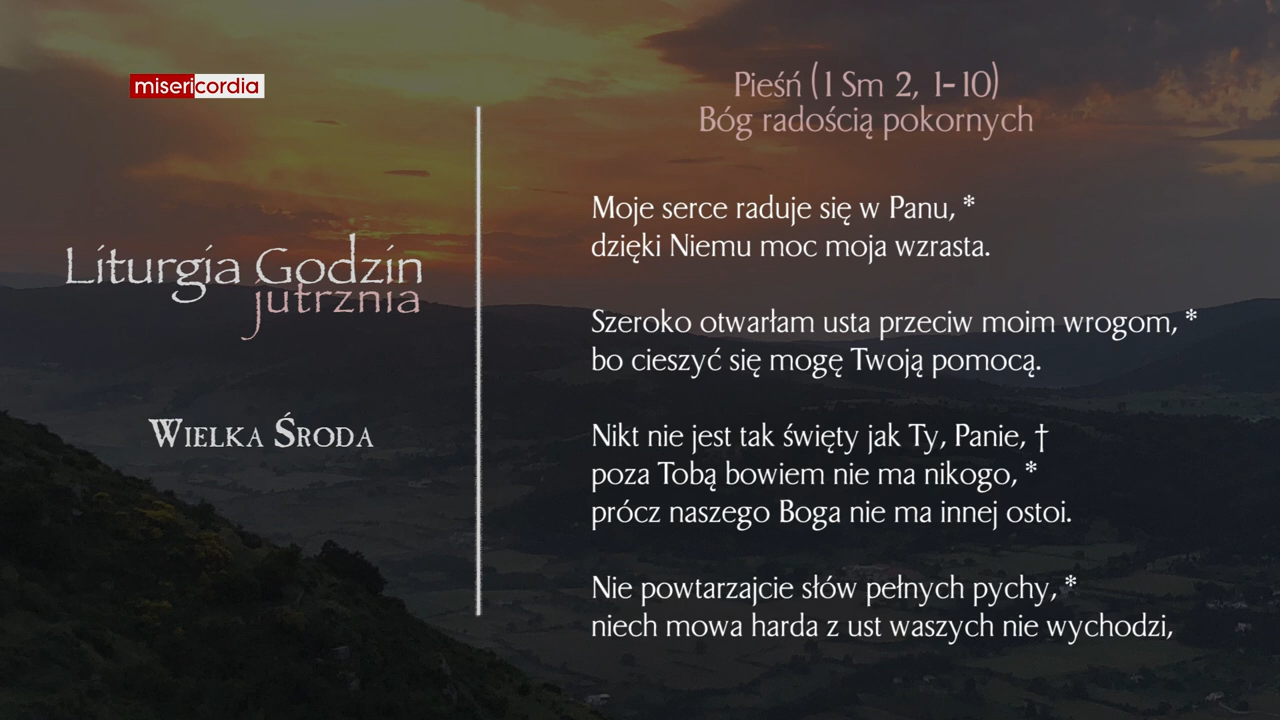 misericordia
Liturgia Godzin
jutrznia
Wielka Środa
Pieśń (1 Sm 2, 1-10)
Bóg radością pokornych
Moje serce raduje się w Panu, *
dzięki Niemu moc moja wzrasta.
Szeroko otwarłam usta przeciw moim wrogom, *
bo cieszyć się mogę Twoją pomocą.
Nikt nie jest tak święty jak Ty, Panie, †
poza Tobą bowiem nie ma nikogo, *
prócz naszego Boga nie ma innej ostoi.
Nie powtarzajcie słów pełnych pychy, *
niech mowa harda z ust waszych nie wychodzi,